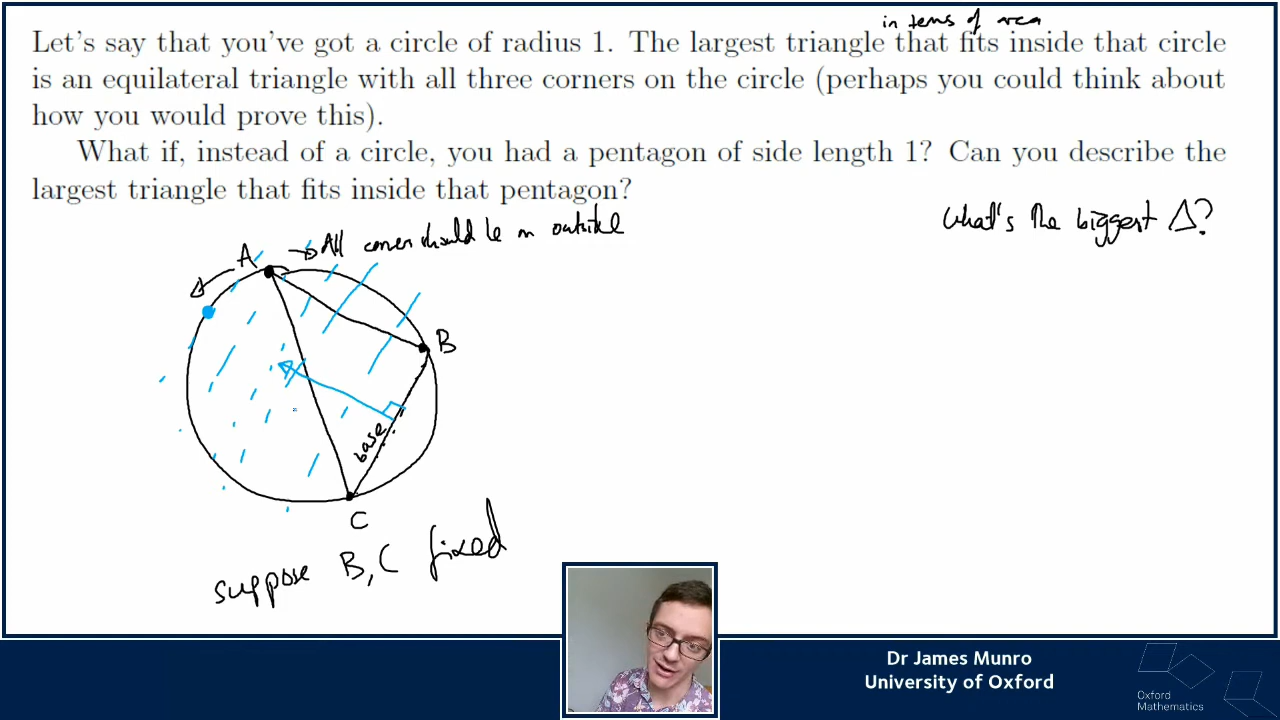 in tems of area
Let's say that you've got a circle of radius 1. The largest triangle that fits inside that circle
is an equilateral triangle with all three corners on the circle (perhaps you could think about
how you would prove this).
What if, instead of a circle, you had a pentagon of side length 1? Can you describe the
largest triangle that fits inside that pentagon?
What's the biggest Δ?
All corner should be on outside
A
B
base
C
suppose B, C fixed
Dr James Munro
University of Oxford
Oxford
Mathematics